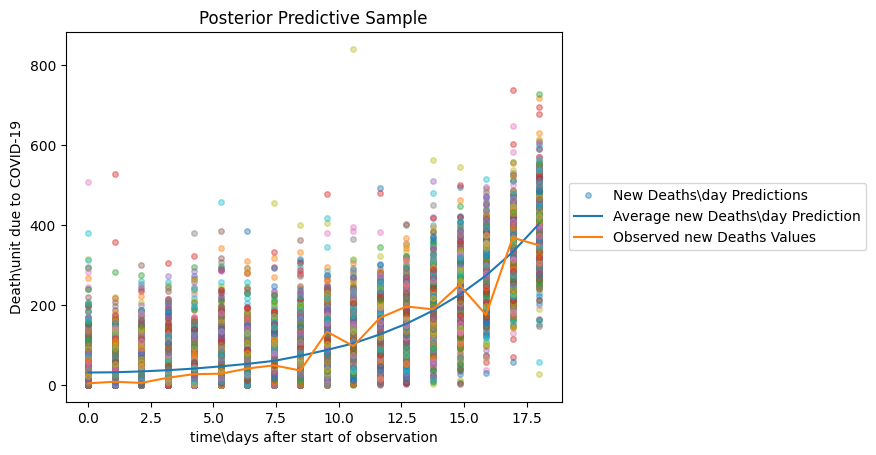 Posterior Predictive Sample
Death\unit due to COVID-19
800
600
400
200
0
0.0 2.5 5.0 7.5 10.0 12.5 15.0 17.5
time\days after start of observation
New Deaths\day Predictions
Average new Deaths\day Prediction
Observed new Deaths Values